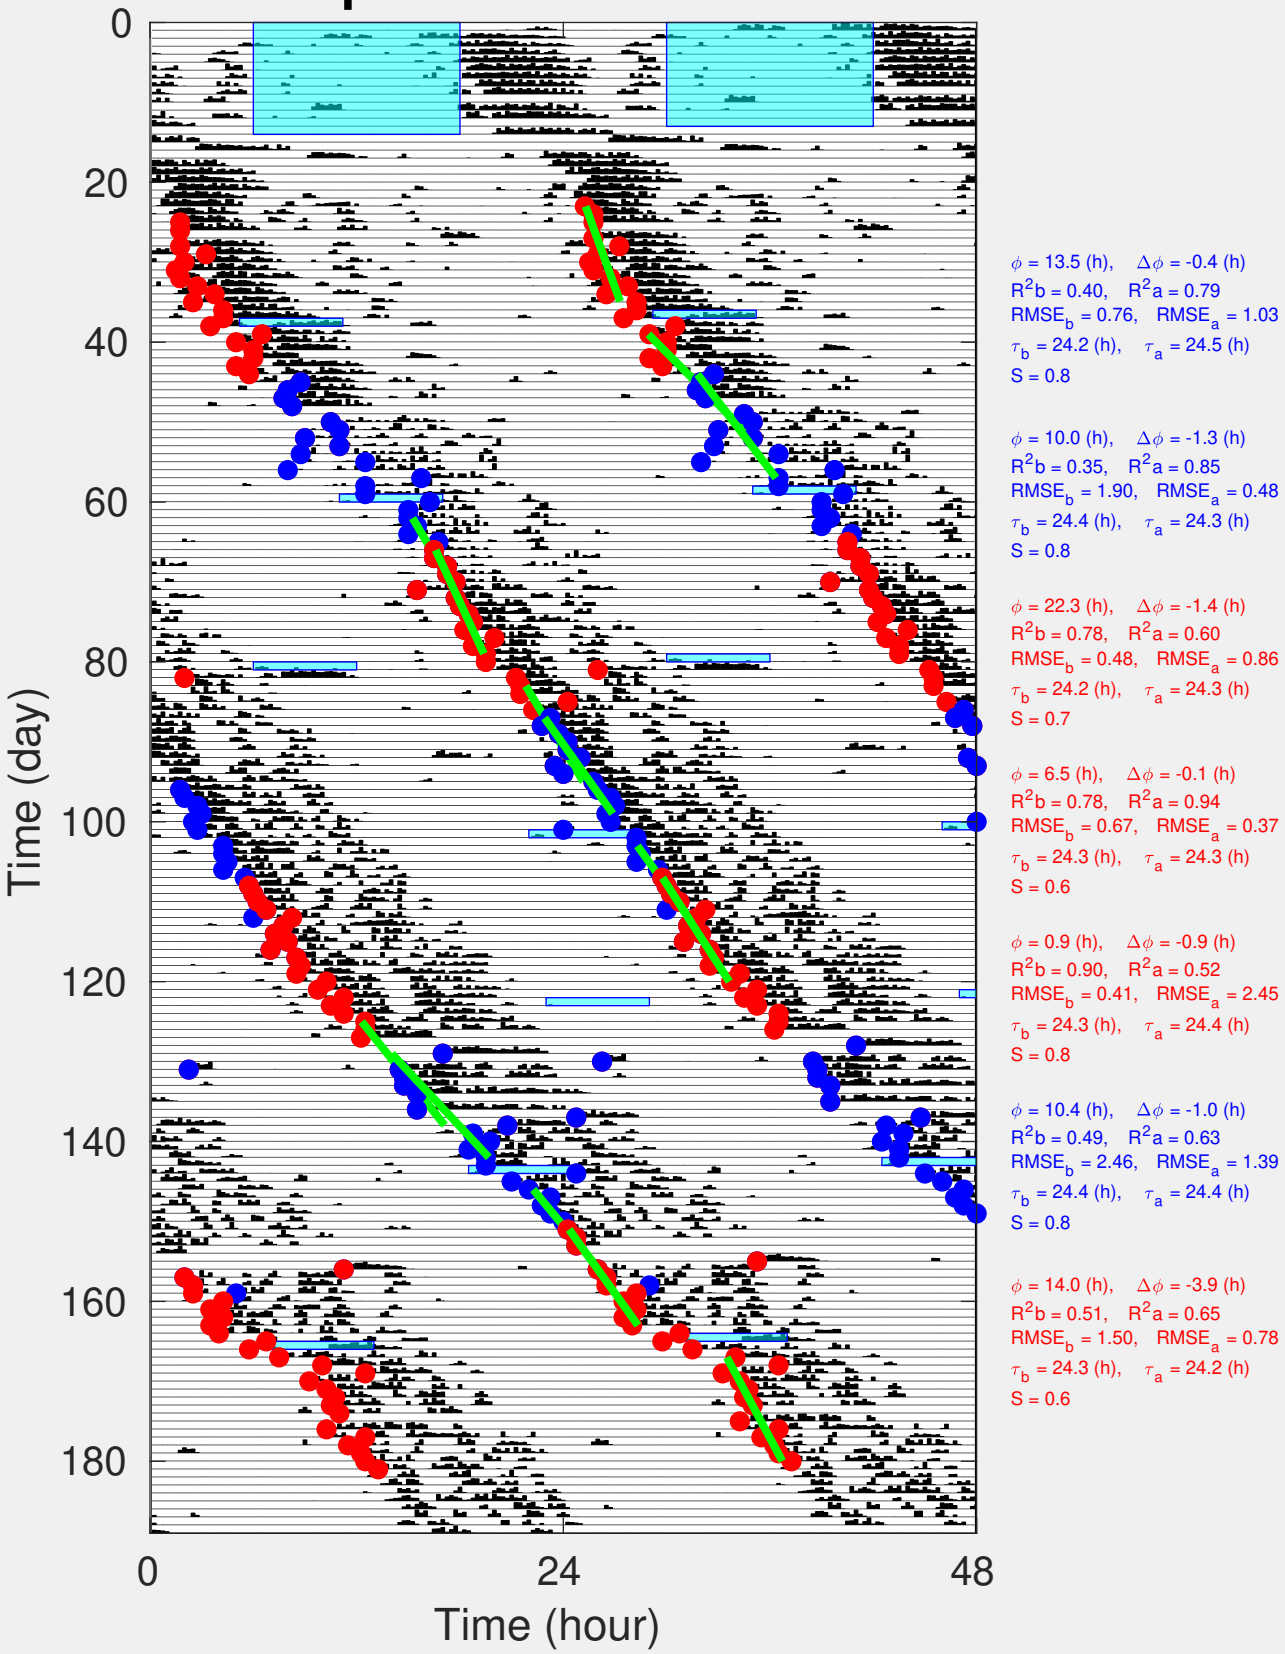 0
20
40
60
80
100
120
140
160
180
Time (day)
0 24 48
Time (hour)
ϕ = 13.5 (h), Δϕ = -0.4 (h)
R²b = 0.40, R²a = 0.79
RMSE_b = 0.76, RMSE_a = 1.03
τ_b = 24.2 (h), τ_a = 24.5 (h)
S = 0.8
ϕ = 10.0 (h), Δϕ = -1.3 (h)
R²b = 0.35, R²a = 0.85
RMSE_b = 1.90, RMSE_a = 0.48
τ_b = 24.4 (h), τ_a = 24.3 (h)
S = 0.8
ϕ = 22.3 (h), Δϕ = -1.4 (h)
R²b = 0.78, R²a = 0.60
RMSE_b = 0.48, RMSE_a = 0.86
τ_b = 24.2 (h), τ_a = 24.3 (h)
S = 0.7
ϕ = 6.5 (h), Δϕ = -0.1 (h)
R²b = 0.78, R²a = 0.94
RMSE_b = 0.67, RMSE_a = 0.37
τ_b = 24.3 (h), τ_a = 24.3 (h)
S = 0.6
ϕ = 0.9 (h), Δϕ = -0.9 (h)
R²b = 0.90, R²a = 0.52
RMSE_b = 0.41, RMSE_a = 2.45
τ_b = 24.3 (h), τ_a = 24.4 (h)
S = 0.8
ϕ = 10.4 (h), Δϕ = -1.0 (h)
R²b = 0.49, R²a = 0.63
RMSE_b = 2.46, RMSE_a = 1.39
τ_b = 24.4 (h), τ_a = 24.4 (h)
S = 0.8
ϕ = 14.0 (h), Δϕ = -3.9 (h)
R²b = 0.51, R²a = 0.65
RMSE_b = 1.50, RMSE_a = 0.78
τ_b = 24.3 (h), τ_a = 24.2 (h)
S = 0.6